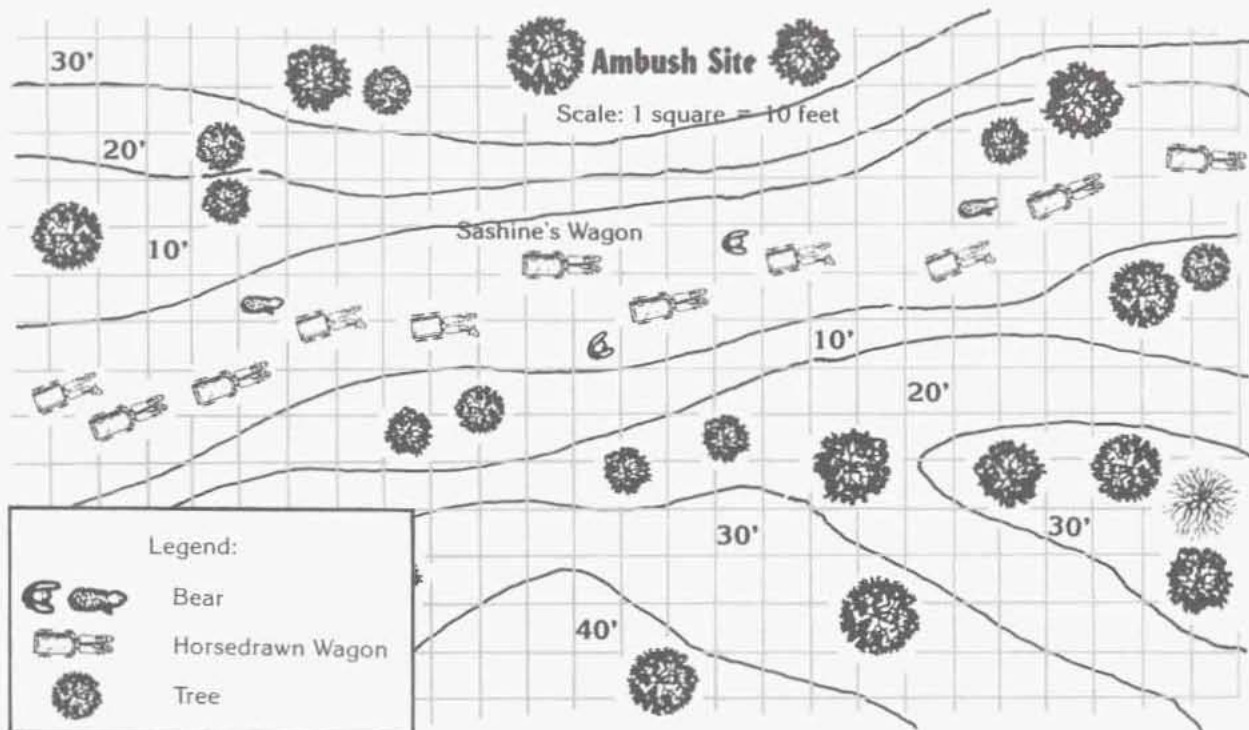 Ambush Site
30'
Scale: 1 square = 10 feet
20'
Sashine's Wagon
10'
10'
20'
30'
30'
Legend:
Bear
40'
Horsedrawn Wagon
Tree